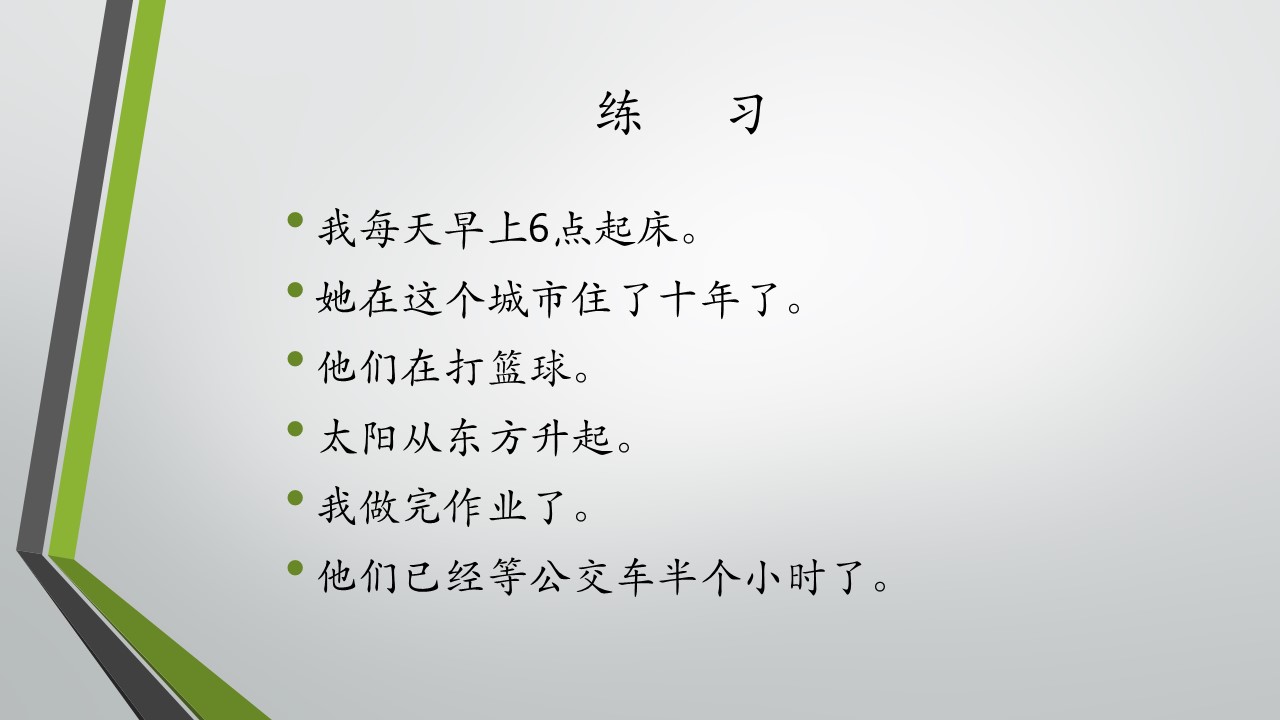 练 习
我每天早上6点起床。
她在这个城市住了十年了。
他们在打篮球。
太阳从东方升起。
我做完作业了。
他们已经等公交车半个小时了。